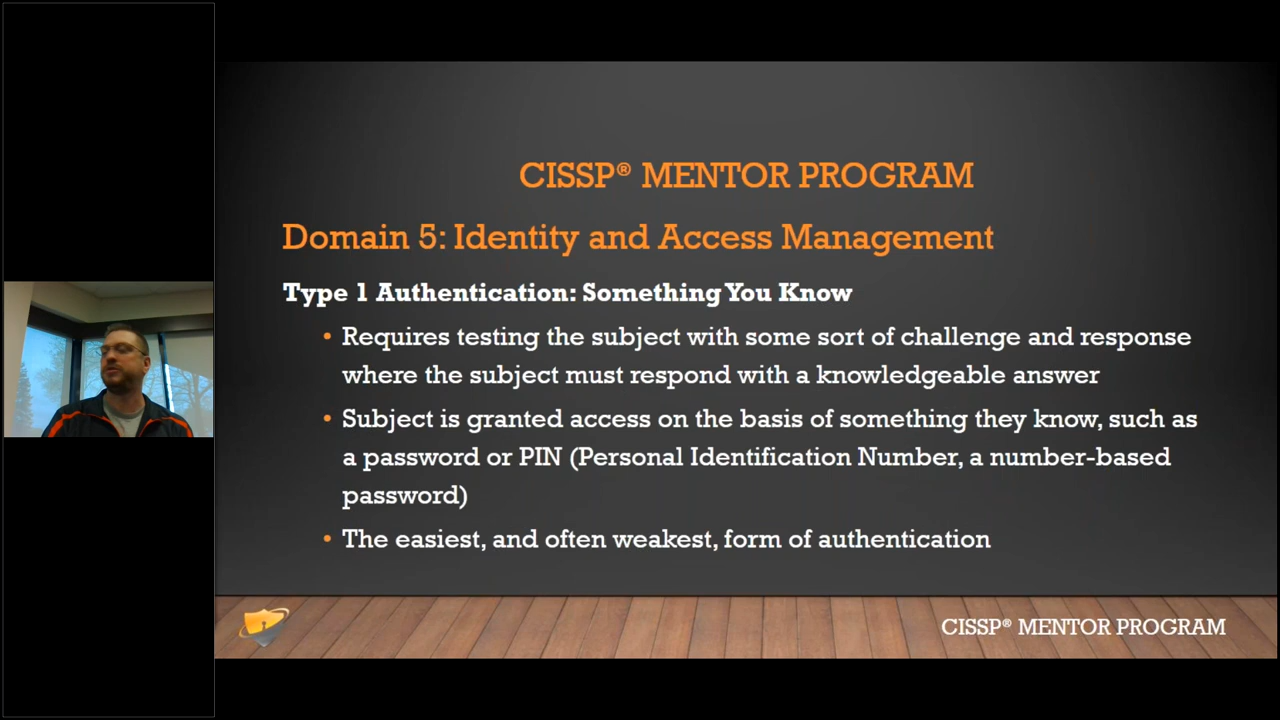 CISSP® MENTOR PROGRAM
Domain 5: Identity and Access Management
Type 1 Authentication: Something You Know
• Requires testing the subject with some sort of challenge and response
where the subject must respond with a knowledgeable answer
• Subject is granted access on the basis of something they know, such as
a password or PIN (Personal Identification Number, a number-based
password)
• The easiest, and often weakest, form of authentication
CISSP® MENTOR PROGRAM